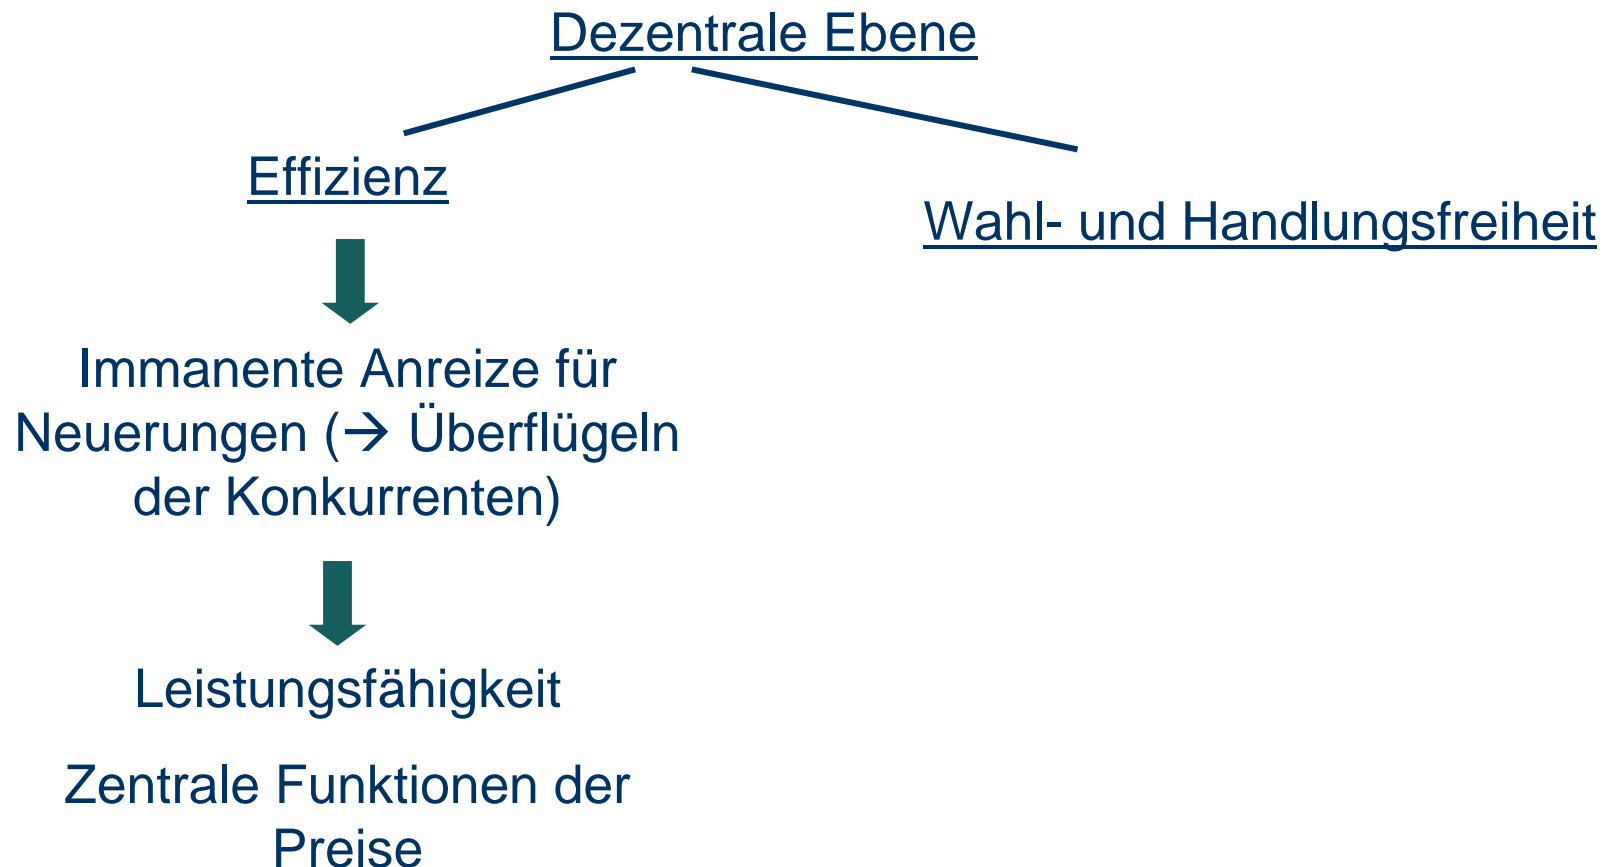 Dezentrale Ebene
Effizienz
Wahl- und Handlungsfreiheit
Immanente Anreize für
Neuerungen (→ Überflügeln
der Konkurrenten)
Leistungsfähigkeit
Zentrale Funktionen der
Preise